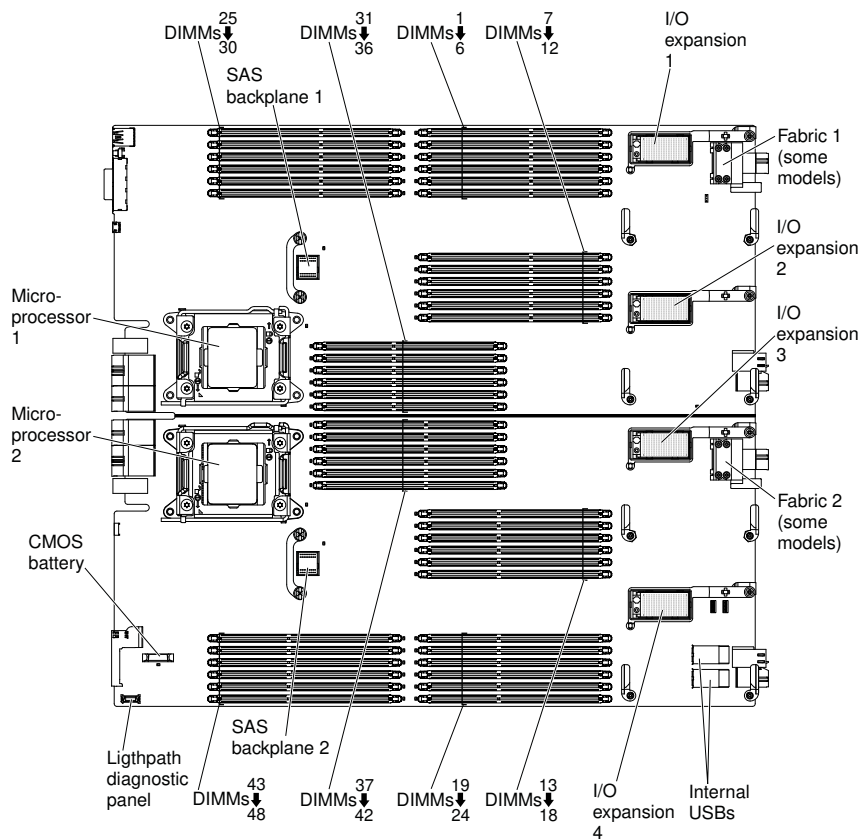 25
DIMMs
30
31
DIMMs
36
1
DIMMs
6
7
DIMMs
12
I/O
expansion
1
SAS
backplane 1
Fabric 1
(some
models)
I/O
expansion
2
Micro-
processor
1
I/O
expansion
3
Micro-
processor
2
Fabric 2
(some
models)
CMOS
battery
SAS
backplane 2
Ligthpath
diagnostic
panel
43
DIMMs
48
37
DIMMs
42
19
DIMMs
24
13
DIMMs
18
I/O
expansion
4
Internal
USBs